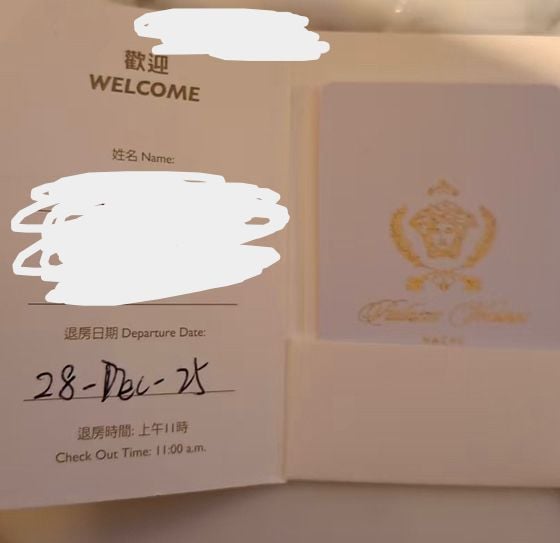 歡迎
WELCOME
姓名 Name:
退房日期 Departure Date:
28-DEC-25
退房時間: 上午11時
Check Out Time: 11:00 a.m.
MACAU